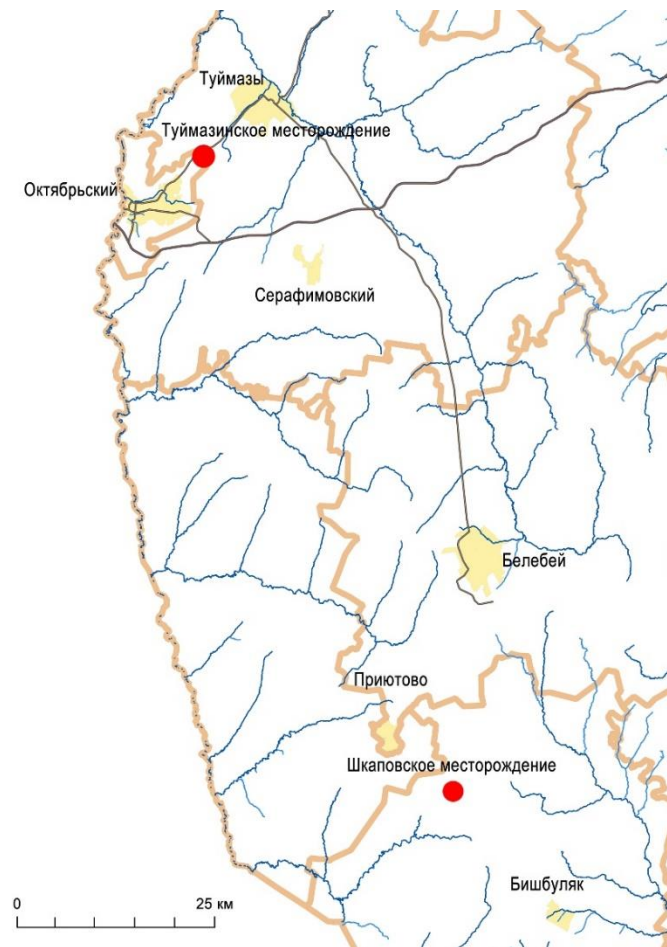 Туймазы
Туймазинское месторождение
Октябрьский
Серафимовский
Белебей
Приютово
Шкаповское месторождение
Бишбуляк
0 25 км